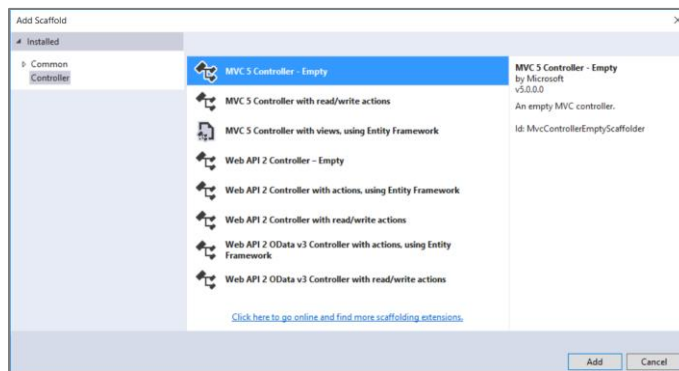 Add Scaffold
Installed
Common
Controller
MVC 5 Controller - Empty
MVC 5 Controller with read/write actions
MVC 5 Controller with views, using Entity Framework
Web API 2 Controller – Empty
Web API 2 Controller with actions, using Entity Framework
Web API 2 Controller with read/write actions
Web API 2 OData v3 Controller with actions, using Entity
Framework
Web API 2 OData v3 Controller with read/write actions
Click here to go online and find more scaffolding extensions.
MVC 5 Controller - Empty
by Microsoft
v5.0.0.0
An empty MVC controller.
Id: MvcControllerEmptyScaffolder
Add
Cancel